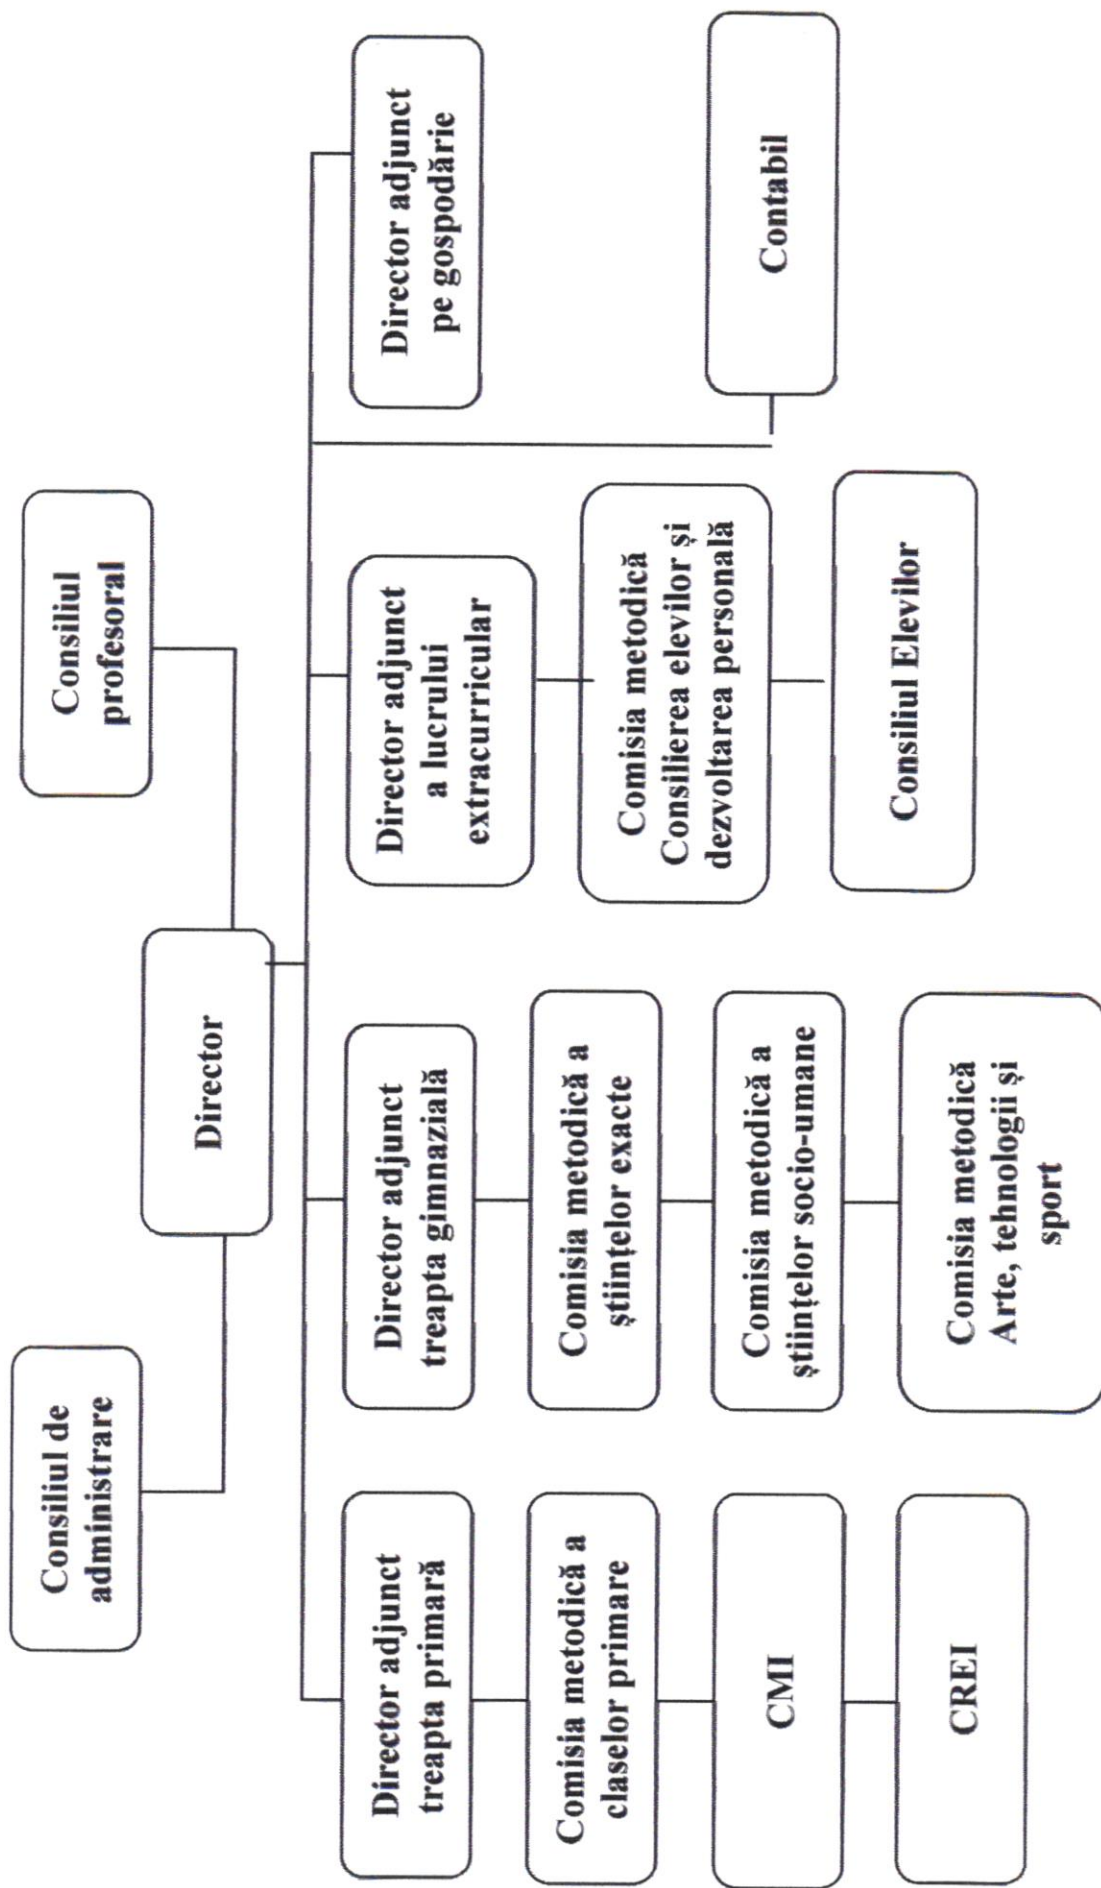 Consiliul de
administrare
Consiliul
profesoral
Director
Director adjunct
treapta primară
Director adjunct
treapta gimnazială
Director adjunct
a lucrului
extracurricular
Director adjunct
pe gospodărie
Comisia metodică a
claselor primare
Comisia metodică a
științelor exacte
Comisia metodică
Consilierea elevilor și
dezvoltarea personală
Contabil
CMI
Comisia metodică a
științelor socio-umane
Consiliul Elevilor
CREI
Comisia metodică
Arte, tehnologii și
sport